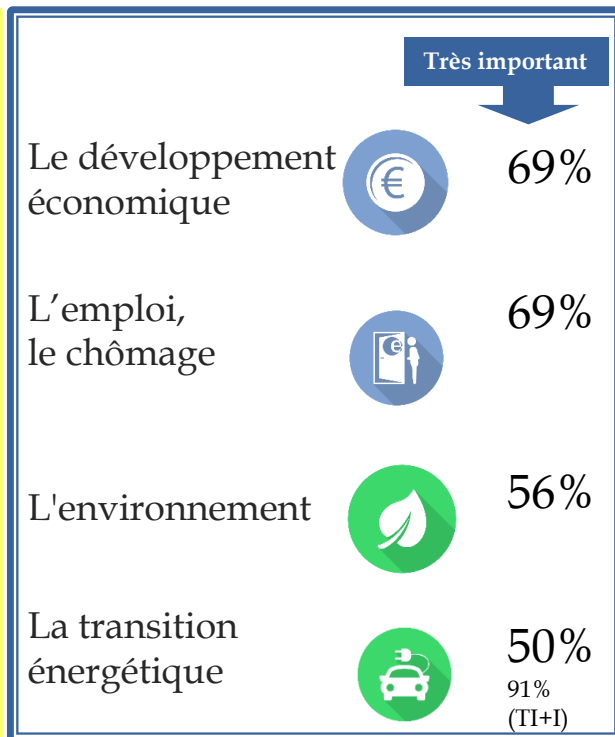 Très important
Le développement
économique
69%
L’emploi,
le chômage
69%
L'environnement
56%
La transition
énergétique
50%
91%
(TI+I)